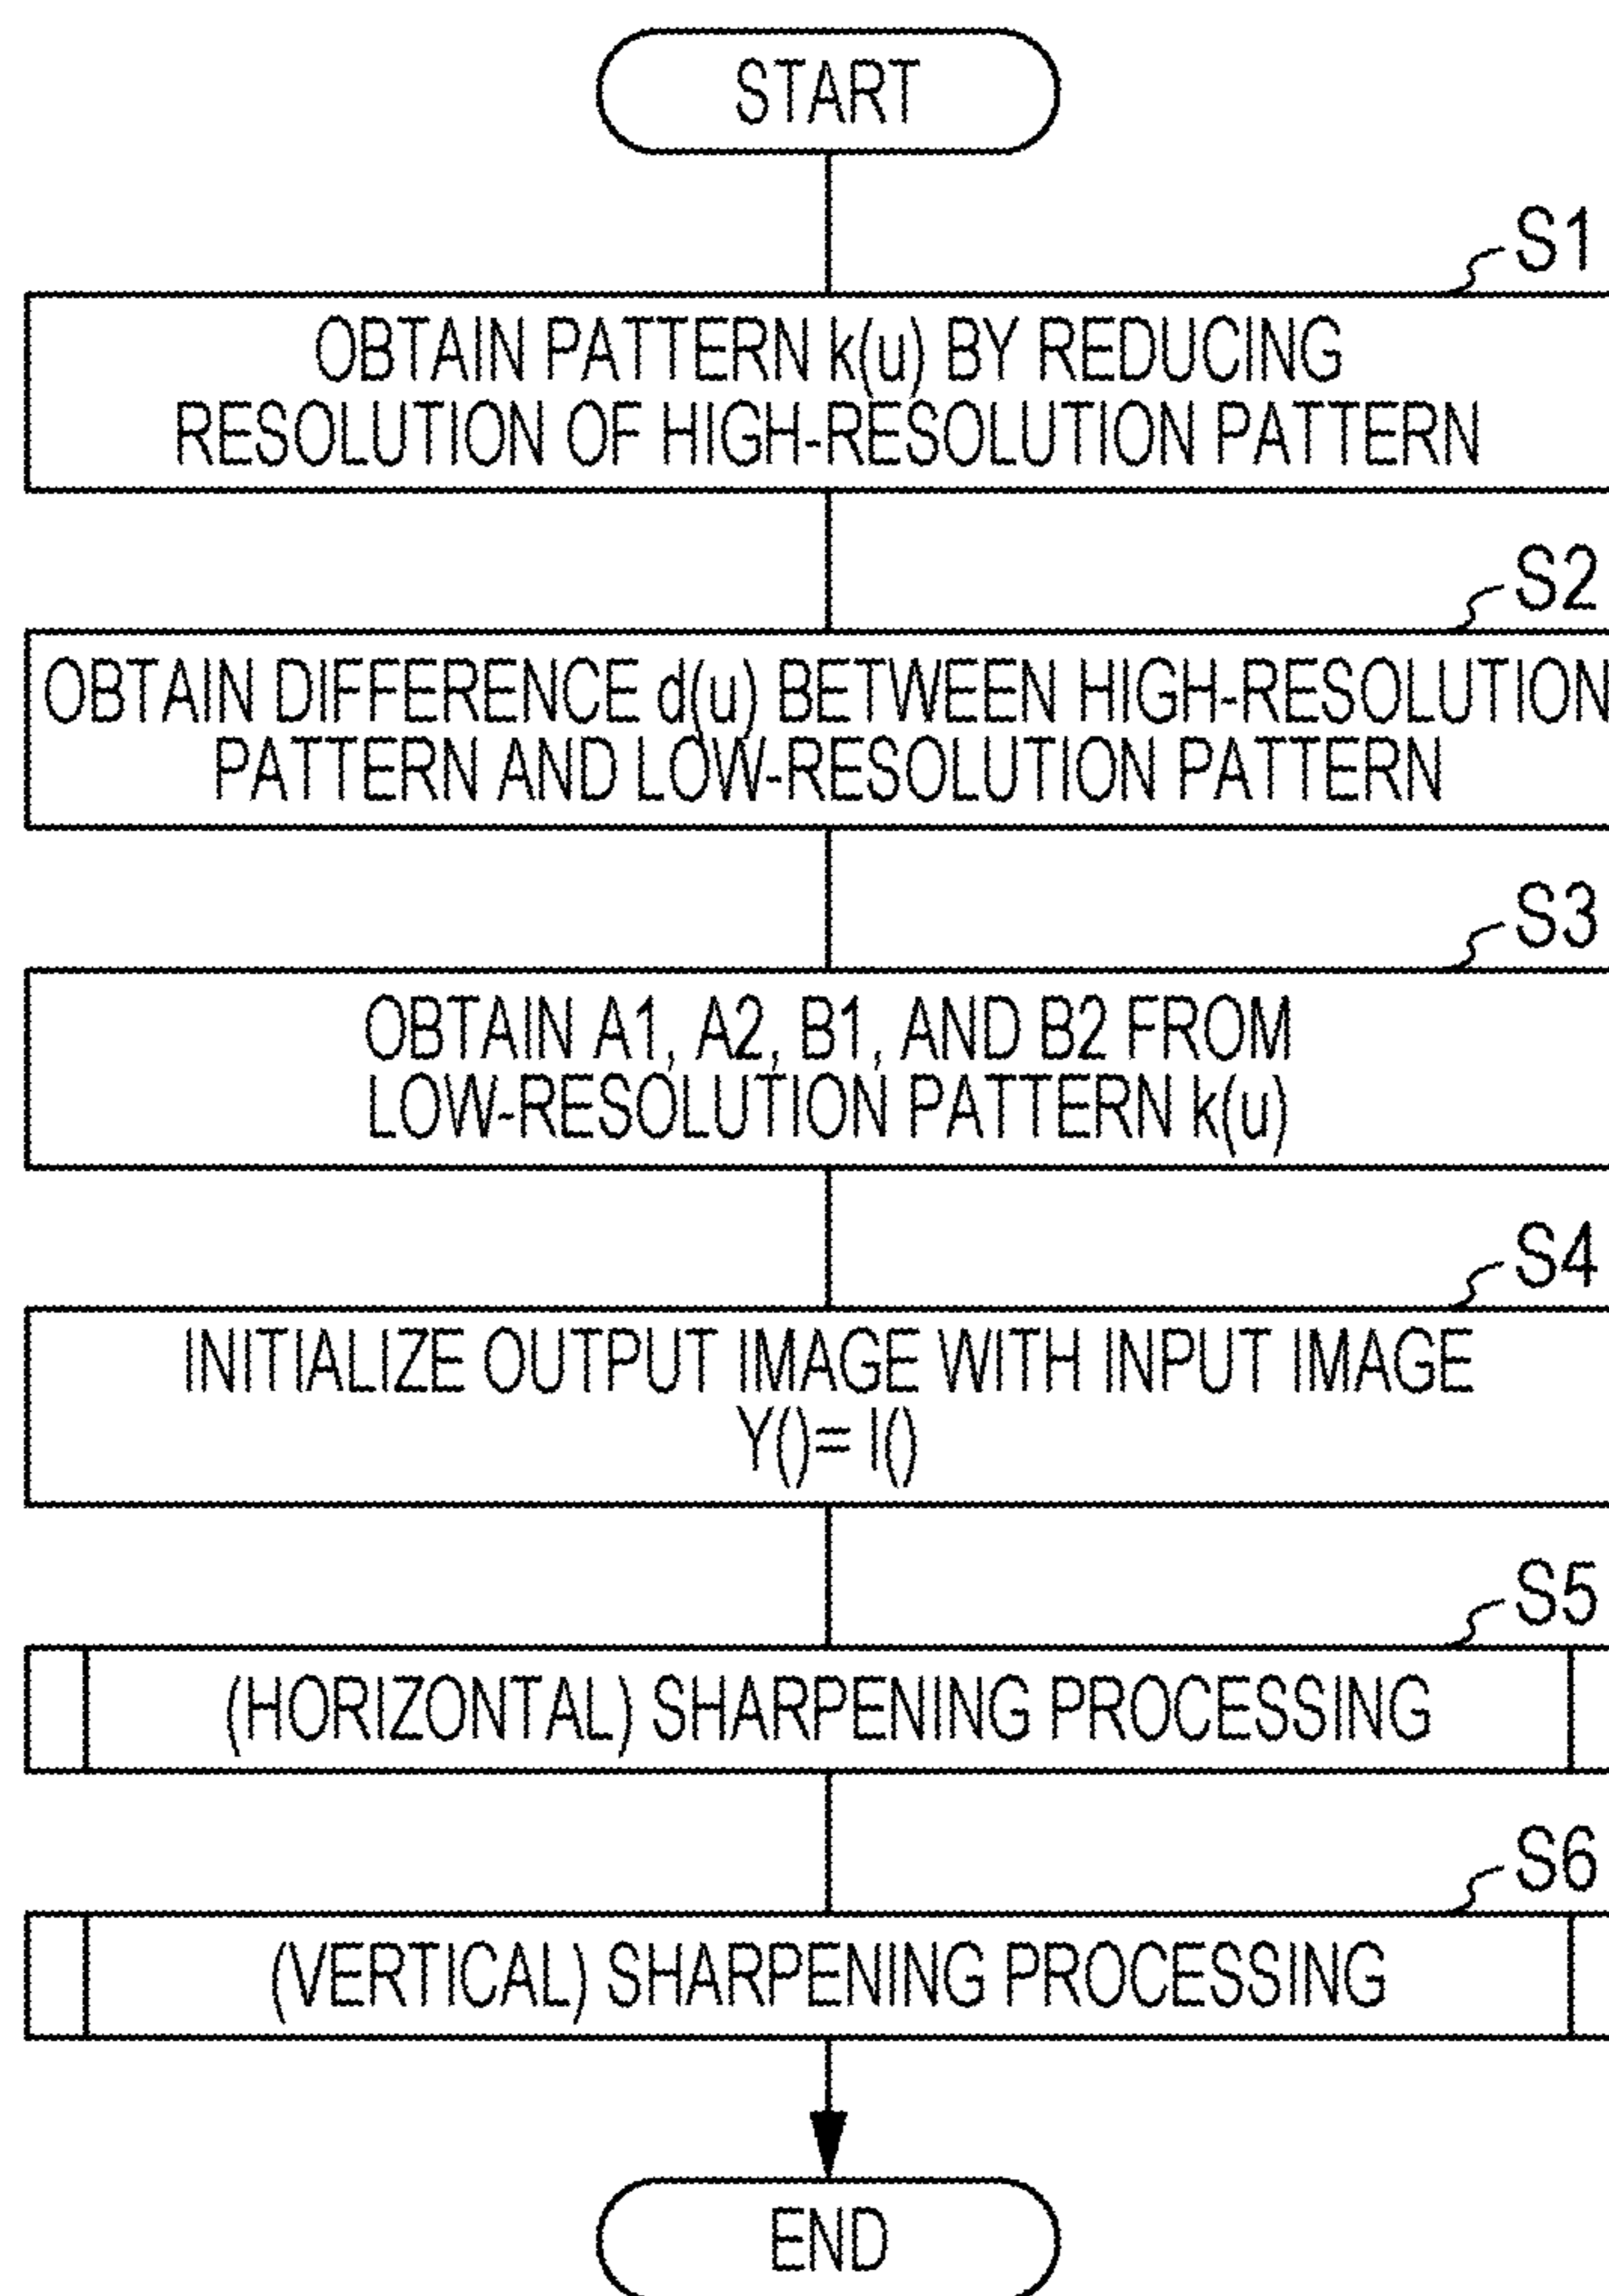 START
S1
OBTAIN PATTERN k(u) BY REDUCING
RESOLUTION OF HIGH-RESOLUTION PATTERN
S2
OBTAIN DIFFERENCE d(u) BETWEEN HIGH-RESOLUTION
PATTERN AND LOW-RESOLUTION PATTERN
S3
OBTAIN A1, A2, B1, AND B2 FROM
LOW-RESOLUTION PATTERN k(u)
S4
INITIALIZE OUTPUT IMAGE WITH INPUT IMAGE
Y()= I()
S5
(HORIZONTAL) SHARPENING PROCESSING
S6
(VERTICAL) SHARPENING PROCESSING
END